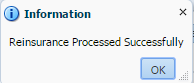 Information
Reinsurance Processed Successfully
OK